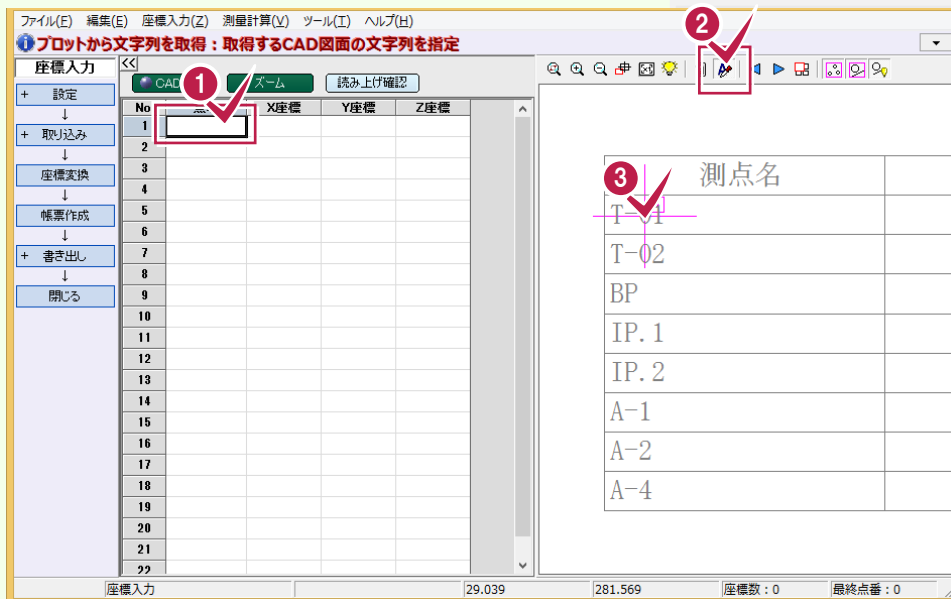 ファイル(F) 編集(E) 座標入力(Z) 測量計算(V) ツール(T) ヘルプ(H)
プロットから文字列を取得:取得するCAD図面の文字列を指定
座標入力
+ 設定
↓
+ 取り込み
↓
座標変換
↓
帳票作成
↓
+ 書き出し
↓
閉じる
<<
読み上げ確認
No X座標 Y座標 Z座標
1
2
3
4
5
6
7
8
9
10
11
12
13
14
15
16
17
18
19
20
21
22
1
2
3
測点名
T-01
T-02
BP
IP.1
IP.2
A-1
A-2
A-4
座標入力 29.039 281.569 座標数:0 最終点番:0